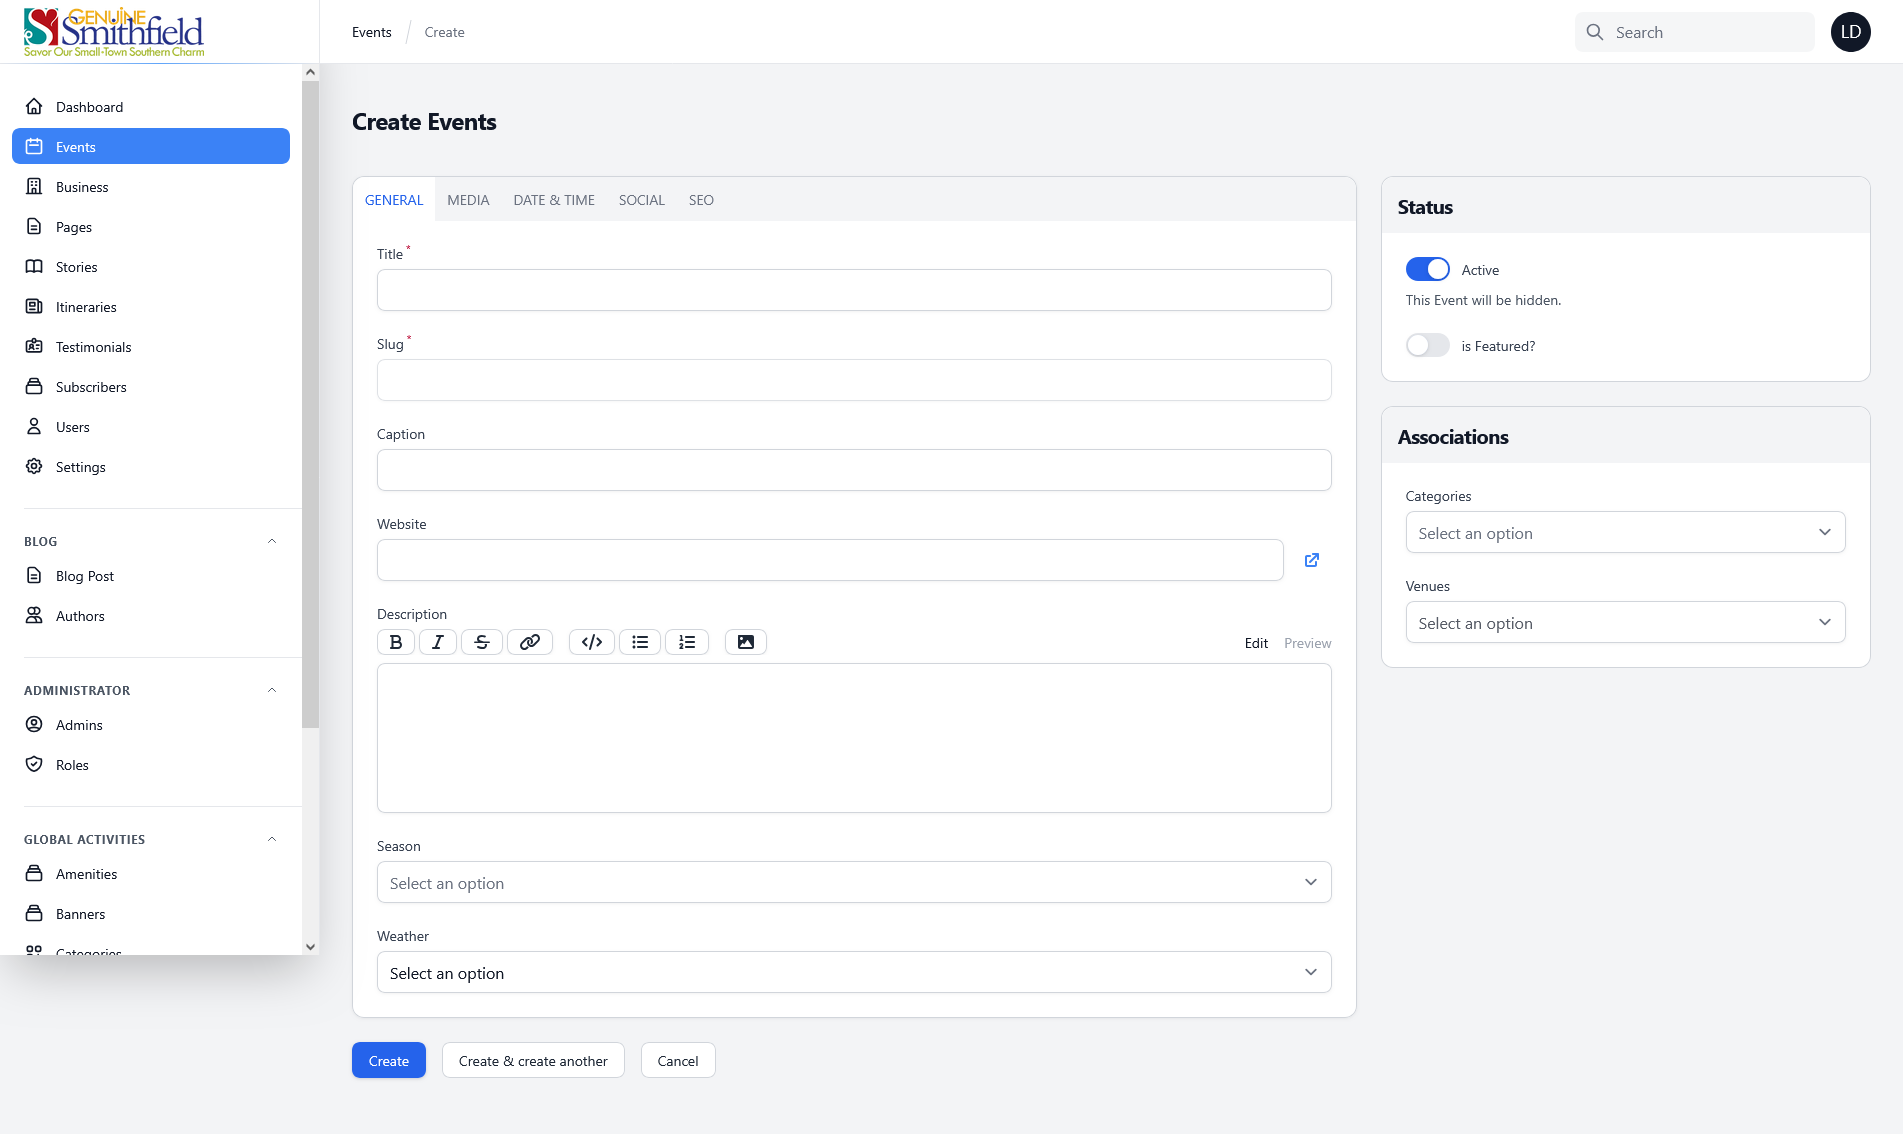 GENUINE
Smithfield
Savor Our Small-Town Southern Charm
Events / Create
Search
LD
Dashboard
Events
Business
Pages
Stories
Itineraries
Testimonials
Subscribers
Users
Settings
BLOG
Blog Post
Authors
ADMINISTRATOR
Admins
Roles
GLOBAL ACTIVITIES
Amenities
Banners
Categories
Create Events
GENERAL MEDIA DATE & TIME SOCIAL SEO
Title*
Slug*
Caption
Website
Description
B I S </>
Edit Preview
Season
Select an option
Weather
Select an option
Create
Create & create another
Cancel
Status
Active
This Event will be hidden.
is Featured?
Associations
Categories
Select an option
Venues
Select an option